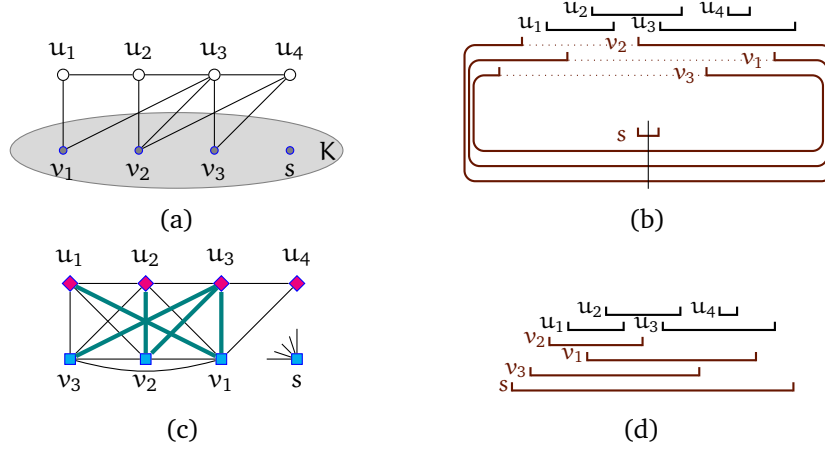 u₁ u₂ u₃ u₄
v₁ v₂ v₃ s K
(a)
u₂ u₄
u₁ u₃
v₂
v₁
v₃
s
(b)
u₁ u₂ u₃ u₄
v₃ v₂ v₁ s
(c)
u₂ u₄
u₁ u₃
v₂
v₁
v₃
s
(d)